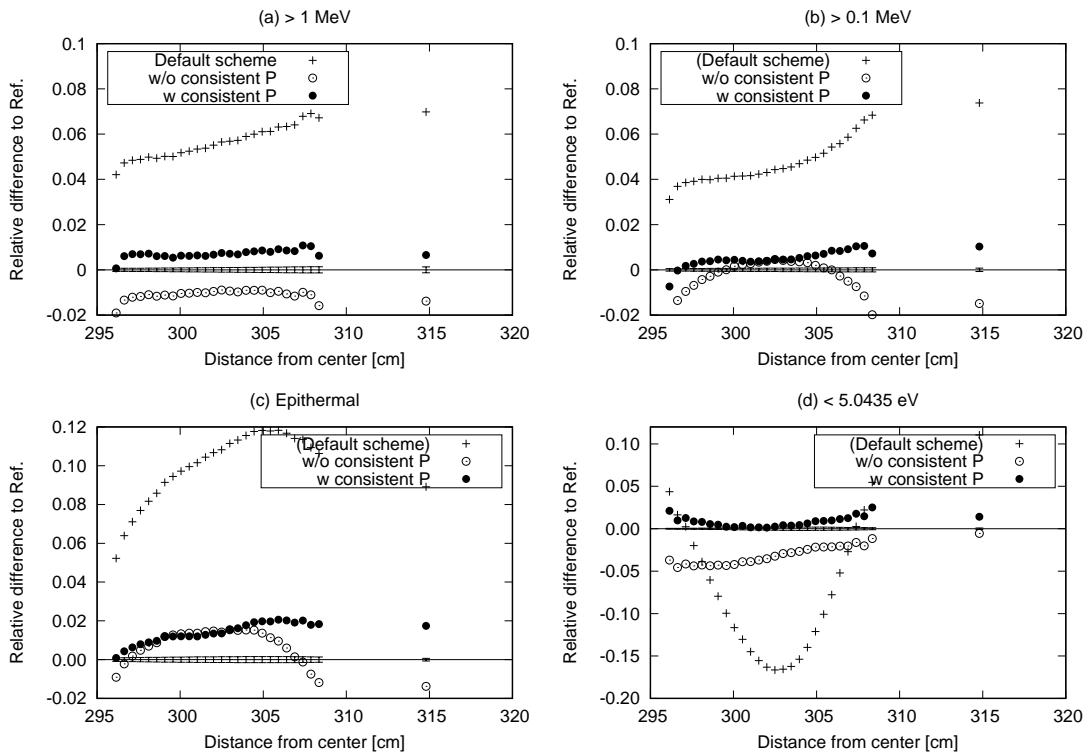 (a) > 1 MeV
Relative difference to Ref.
0.1
0.08
0.06
0.04
0.02
0
-0.02
Default scheme
w/o consistent P
w consistent P
295 300 305 310 315 320
Distance from center [cm]
(b) > 0.1 MeV
Relative difference to Ref.
0.1
0.08
0.06
0.04
0.02
0
-0.02
(Default scheme)
w/o consistent P
w consistent P
295 300 305 310 315 320
Distance from center [cm]
(c) Epithermal
Relative difference to Ref.
0.12
0.10
0.08
0.06
0.04
0.02
0.00
-0.02
(Default scheme)
w/o consistent P
w consistent P
295 300 305 310 315 320
Distance from center [cm]
(d) < 5.0435 eV
Relative difference to Ref.
0.10
0.05
0.00
-0.05
-0.10
-0.15
-0.20
(Default scheme)
w/o consistent P
w consistent P
295 300 305 310 315 320
Distance from center [cm]